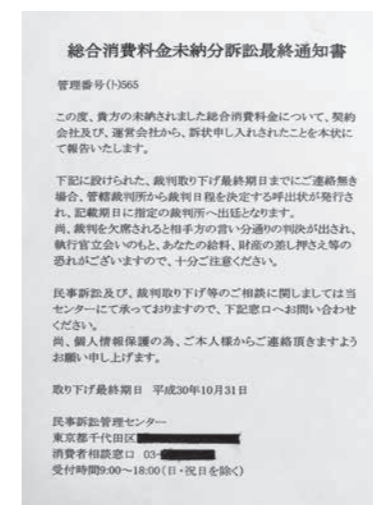 総合消費料金未納分訴訟最終通知書
管理番号(ト)565
この度、貴方の未納されました総合消費料金について、契約
会社及び、運営会社から、訴状申し入れされたことを本状に
て報告いたします。
下記に設けられた、裁判取り下げ最終期日までにご連絡無き
場合、管轄裁判所から裁判日程を決定する呼出状が発行さ
れ、記載期日に指定の裁判所へ出廷となります。
尚、裁判を欠席されると相手方の言い分通りの判決が出され、
執行官立会いのもと、あなたの給料、財産の差し押さえ等の
恐れがございますので、十分ご注意ください。
民事訴訟及び、裁判取り下げ等のご相談に関しましては当
センターにて承っておりますので、下記窓口へお問い合わせ
ください。
尚、個人情報保護の為、ご本人様からご連絡頂きますよう
お願い申し上げます。
取り下げ最終期日 平成30年10月31日
民事訴訟管理センター
東京都千代田区
消費者相談窓口 03-
受付時間9:00~18:00(日・祝日を除く)